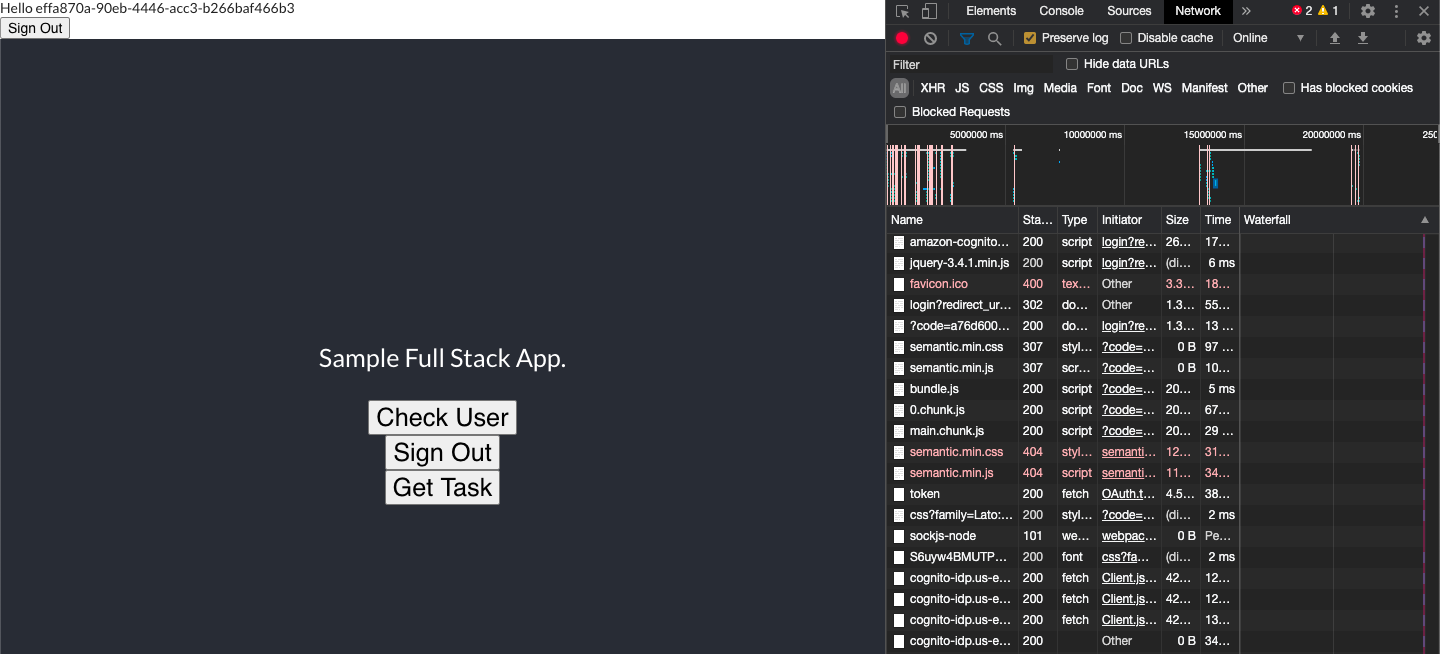 Hello effa870a-90eb-4446-acc3-b266baf466b3
Sign Out
Sample Full Stack App.
Check User
Sign Out
Get Task
Elements Console Sources Network » 2 1
Preserve log Disable cache Online
Filter Hide data URLs
All XHR JS CSS Img Media Font Doc WS Manifest Other Has blocked cookies
Blocked Requests
5000000 ms 10000000 ms 15000000 ms 20000000 ms 250
Name Sta... Type Initiator Size Time Waterfall
amazon-cognito... 200 script login?re... 26... 17...
jquery-3.4.1.min.js 200 script login?re... (di... 6 ms
favicon.ico 400 tex... Other 3.3... 18...
login?redirect_ur... 302 do... Other 1.3... 55...
?code=a76d600... 200 do... login?re... 1.3... 13 ...
semantic.min.css 307 styl... ?code=... 0 B 97 ...
semantic.min.js 307 scr... ?code=... 0 B 10...
bundle.js 200 script ?code=... 20... 5 ms
0.chunk.js 200 script ?code=... 20... 67...
main.chunk.js 200 script ?code=... 20... 29 ...
semantic.min.css 404 styl... semanti... 12... 31...
semantic.min.js 404 script semanti... 11... 34...
token 200 fetch OAuth.t... 4.5... 38...
css?family=Lato:... 200 styl... ?code=... (di... 2 ms
sockjs-node 101 we... webpac... 0 B Pe...
S6uyw4BMUTP... 200 font css?fa... (di... 2 ms
cognito-idp.us-e... 200 fetch Client.js... 42... 12...
cognito-idp.us-e... 200 fetch Client.js... 42... 12...
cognito-idp.us-e... 200 fetch Client.js... 42... 13...
cognito-idp.us-e... 200 Other 0 B 34...